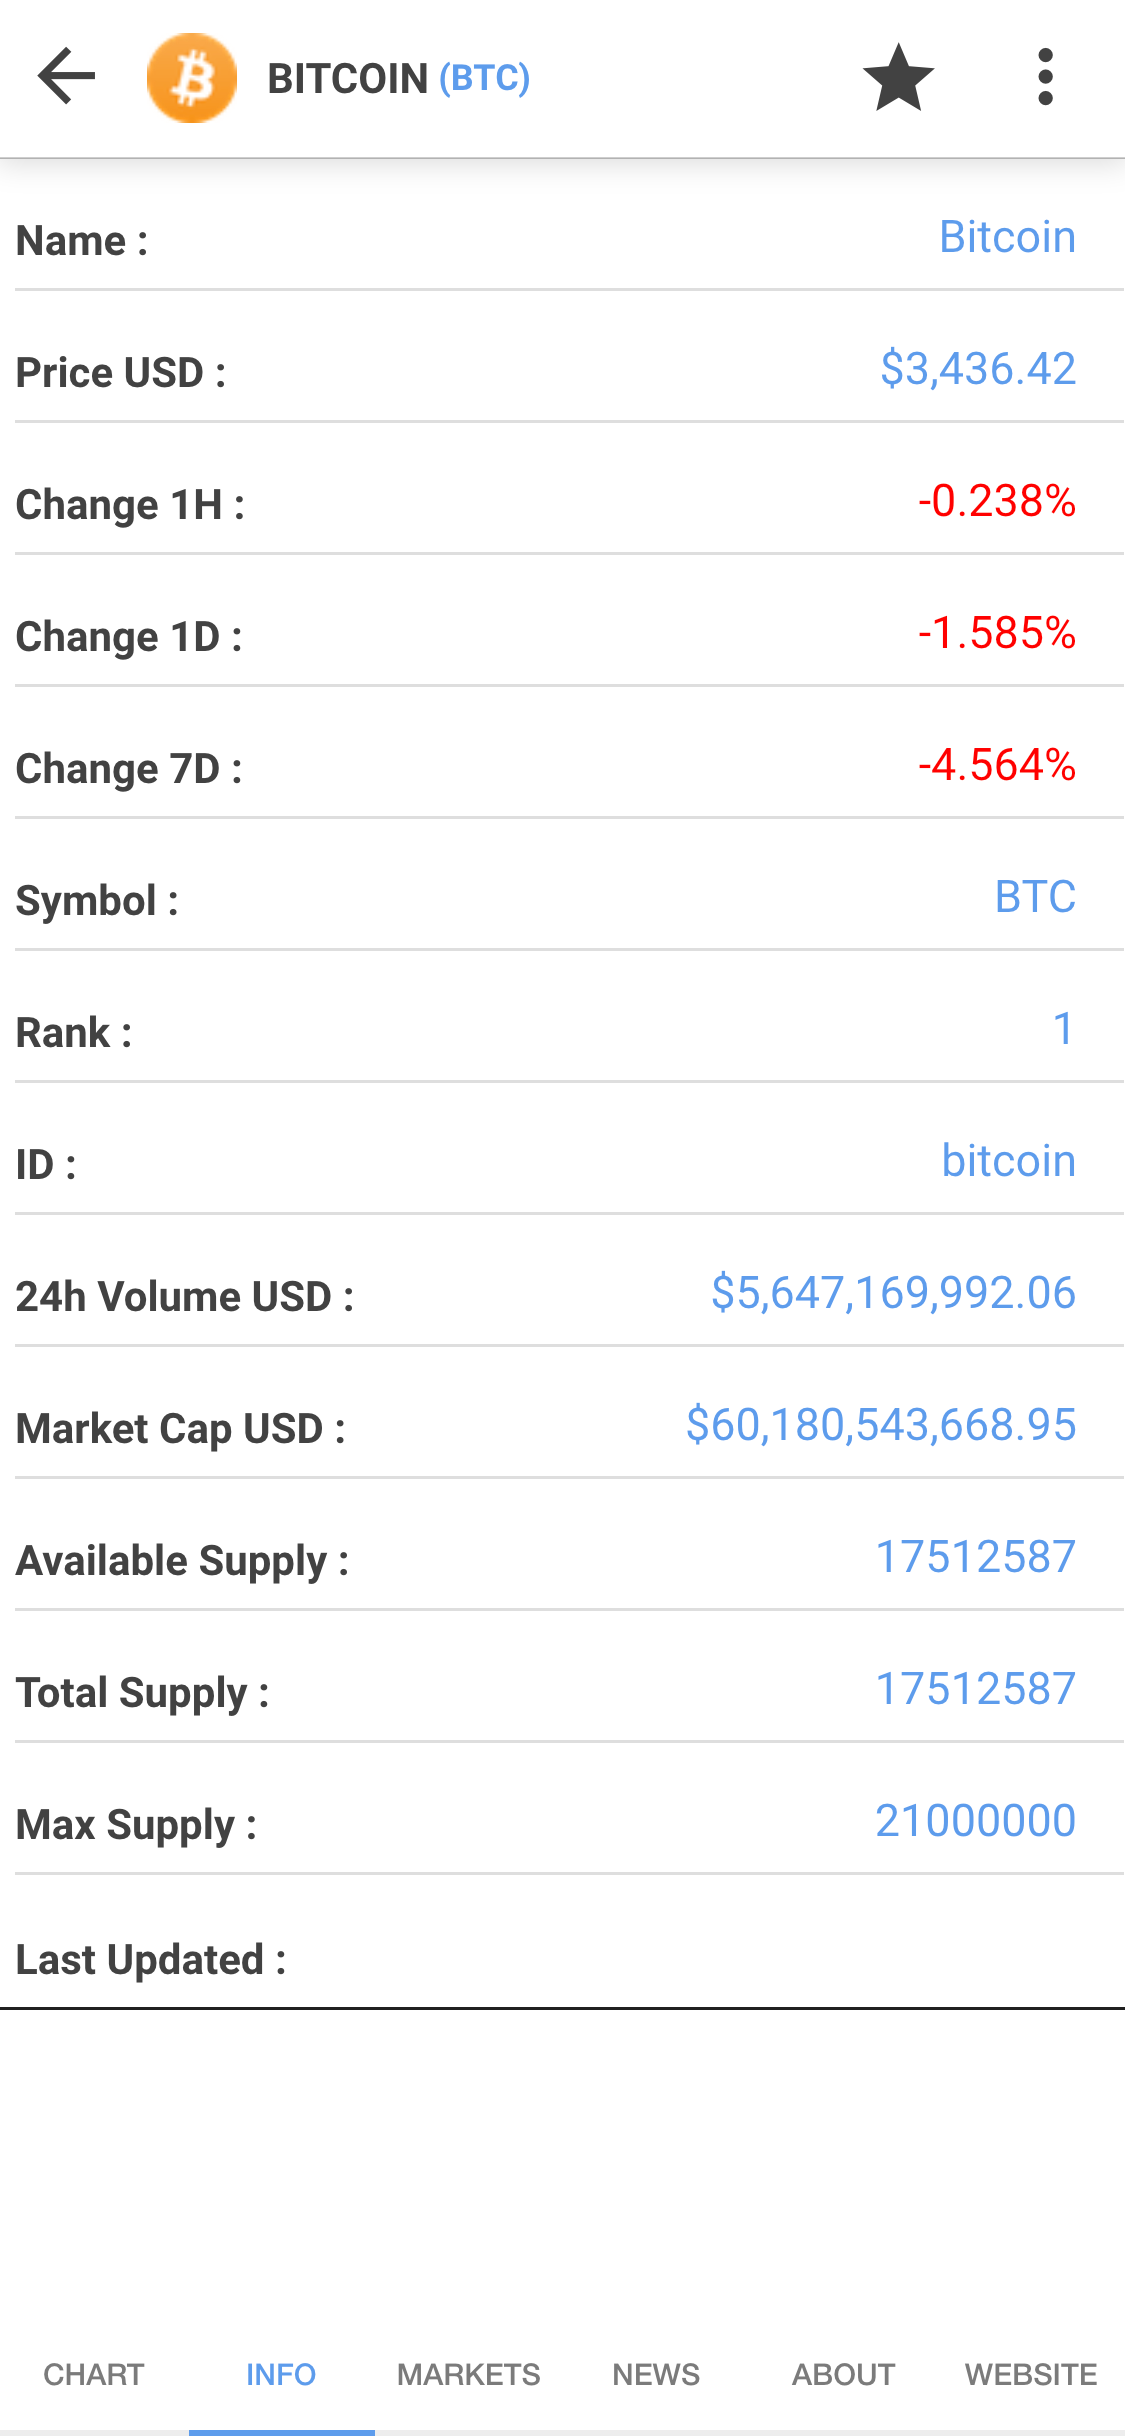 BITCOIN (BTC)
Name : Bitcoin
Price USD : $3,436.42
Change 1H : -0.238%
Change 1D : -1.585%
Change 7D : -4.564%
Symbol : BTC
Rank : 1
ID : bitcoin
24h Volume USD : $5,647,169,992.06
Market Cap USD : $60,180,543,668.95
Available Supply : 17512587
Total Supply : 17512587
Max Supply : 21000000
Last Updated :
CHART INFO MARKETS NEWS ABOUT WEBSITE